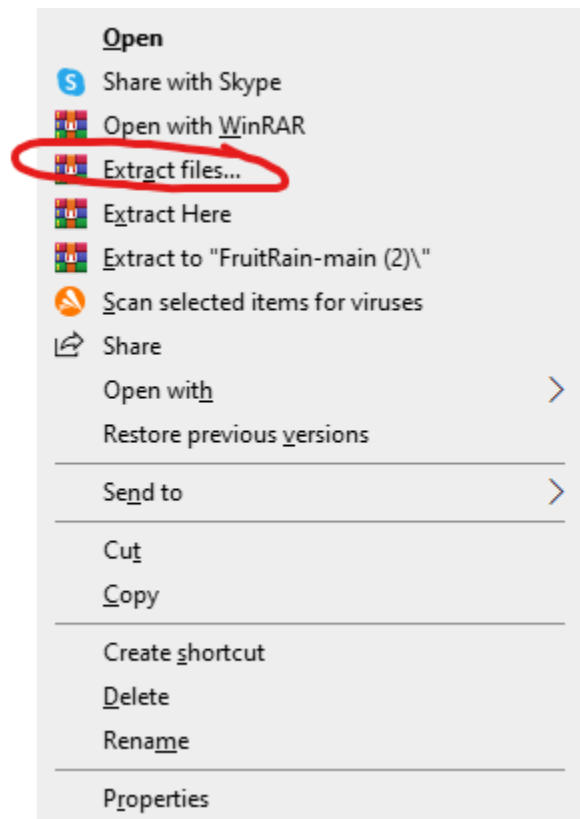 Open
Share with Skype
Open with WinRAR
Extract files...
Extract Here
Extract to "FruitRain-main (2)\"
Scan selected items for viruses
Share
Open with
Restore previous versions
Send to
Cut
Copy
Create shortcut
Delete
Rename
Properties